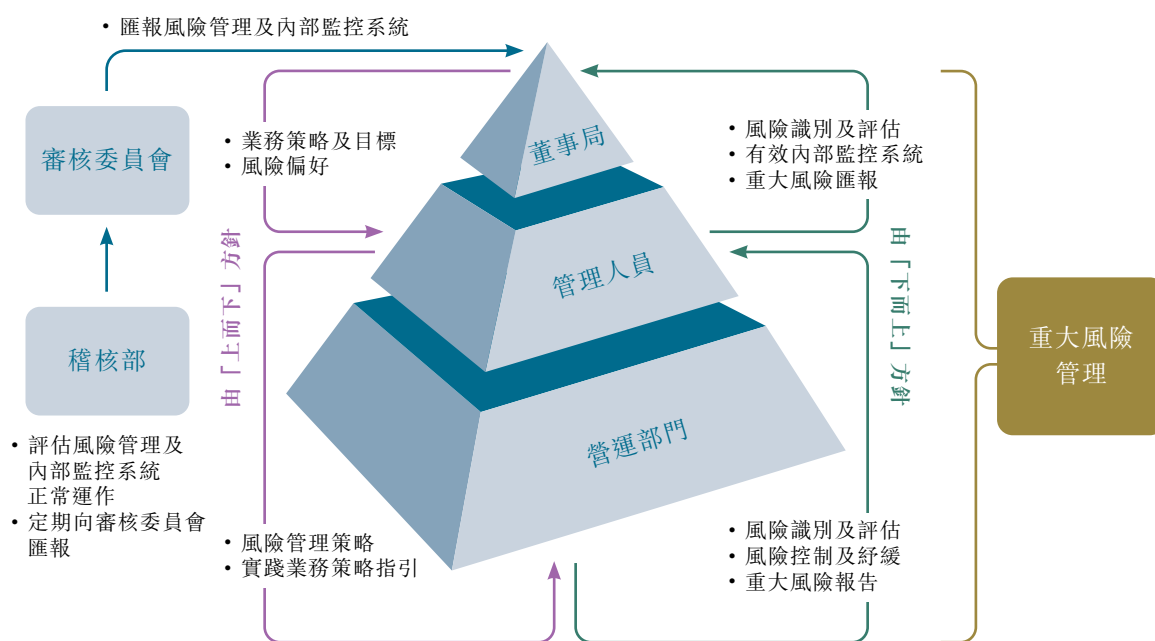 • 匯報風險管理及內部監控系統
審核委員會
稽核部
• 評估風險管理及
內部監控系統
正常運作
• 定期向審核委員會
匯報
• 業務策略及目標
• 風險偏好
由「上而下」方針
• 風險管理策略
• 實踐業務策略指引
董事局
管理人員
營運部門
• 風險識別及評估
• 有效內部監控系統
• 重大風險匯報
由「下而上」方針
• 風險識別及評估
• 風險控制及紓緩
• 重大風險報告
重大風險
管理